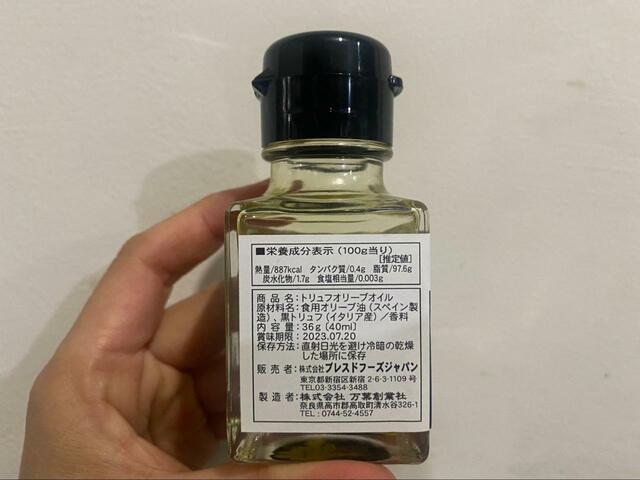 ■栄養成分表示(100g当り)
[推定値]
熱量/887kcal タンパク質/0.4g 脂質/97.6g
炭水化物/1.7g 食塩相当量/0.003g
商品名:トリュフオリーブオイル
原材料名:食用オリーブ油(スペイン製
造)、黒トリュフ(イタリア産)/香料
内容量:36g[40ml]
賞味期限:2023.07.20
保存方法:直射日光を避け冷暗の乾燥
した場所に保存
販売者:株式会社ブレスドフーズジャパン
東京都新宿区新宿2-6-3-1109号
TEL03-3354-3488
製造者:株式会社 万葉創業社
奈良県高市郡高取町清水谷326-1
TEL:0744-52-4557